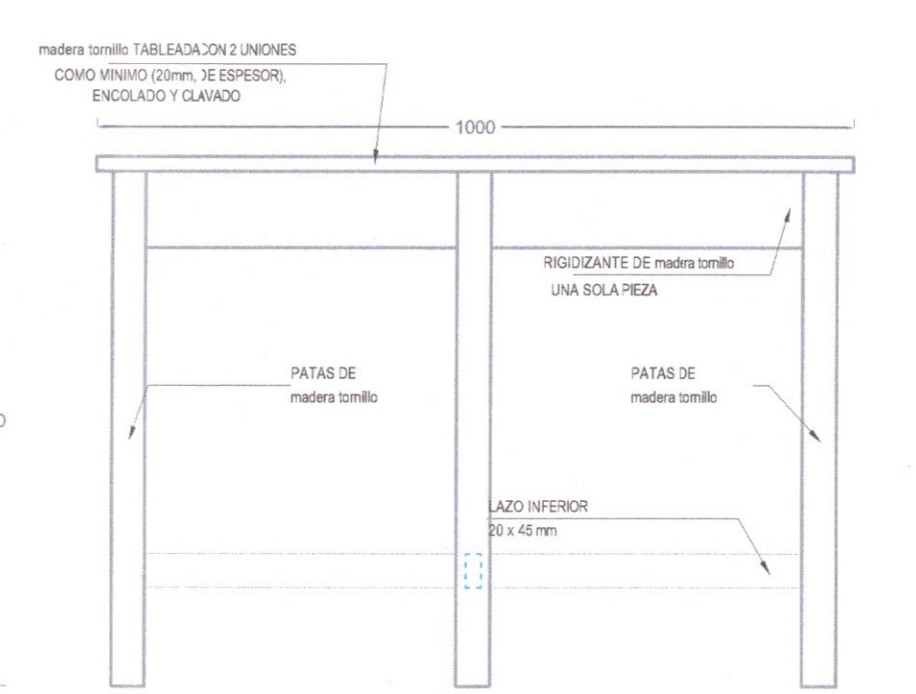 madera tornillo TABLEADACON 2 UNIONES
COMO MINIMO (20mm, DE ESPESOR),
ENCOLADO Y CLAVADO
1000
RIGIDIZANTE DE madera tornillo
UNA SOLA PIEZA
PATAS DE
madera tornillo
PATAS DE
madera tornillo
LAZO INFERIOR
20 x 45 mm